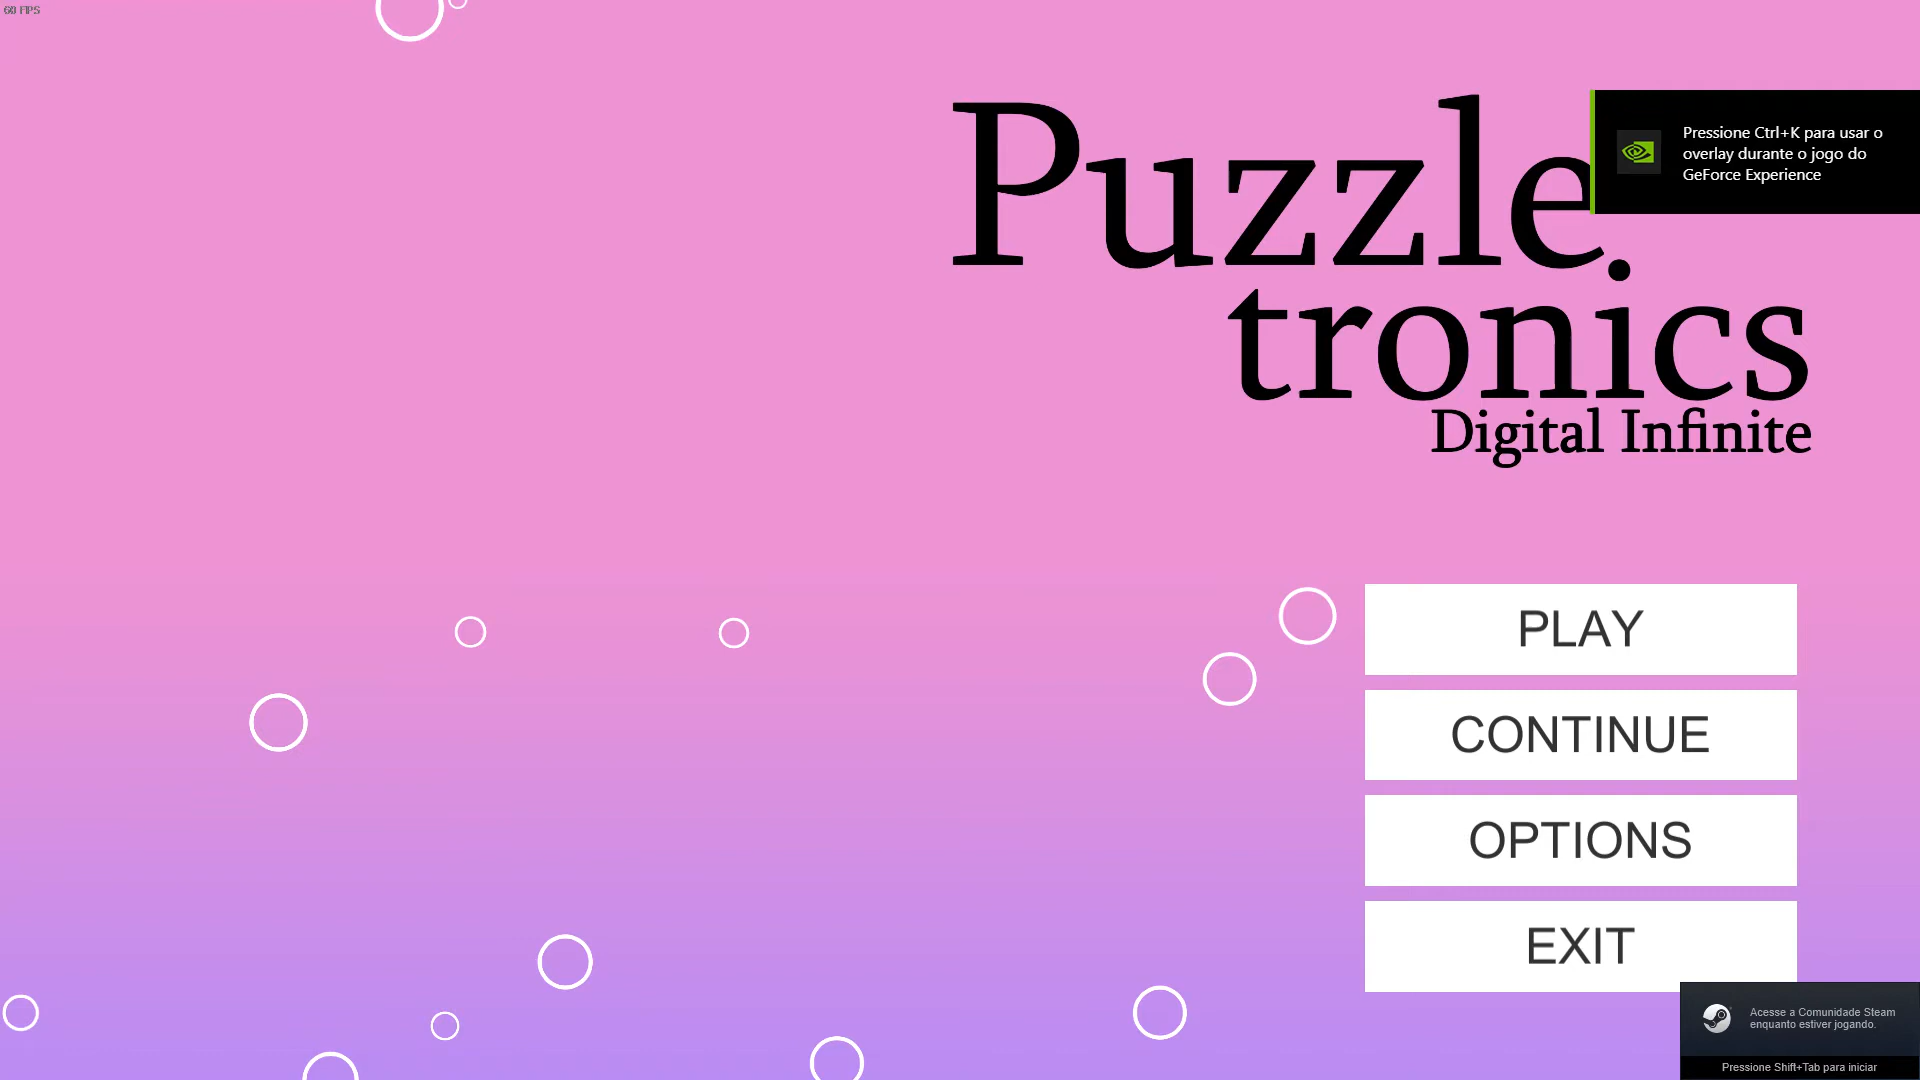 60 FPS
Puzzle
tronics
Digital Infinite
Pressione Ctrl+K para usar o
overlay durante o jogo do
GeForce Experience
PLAY
CONTINUE
OPTIONS
EXIT
Acesse a Comunidade Steam
enquanto estiver jogando.
Pressione Shift+Tab para iniciar